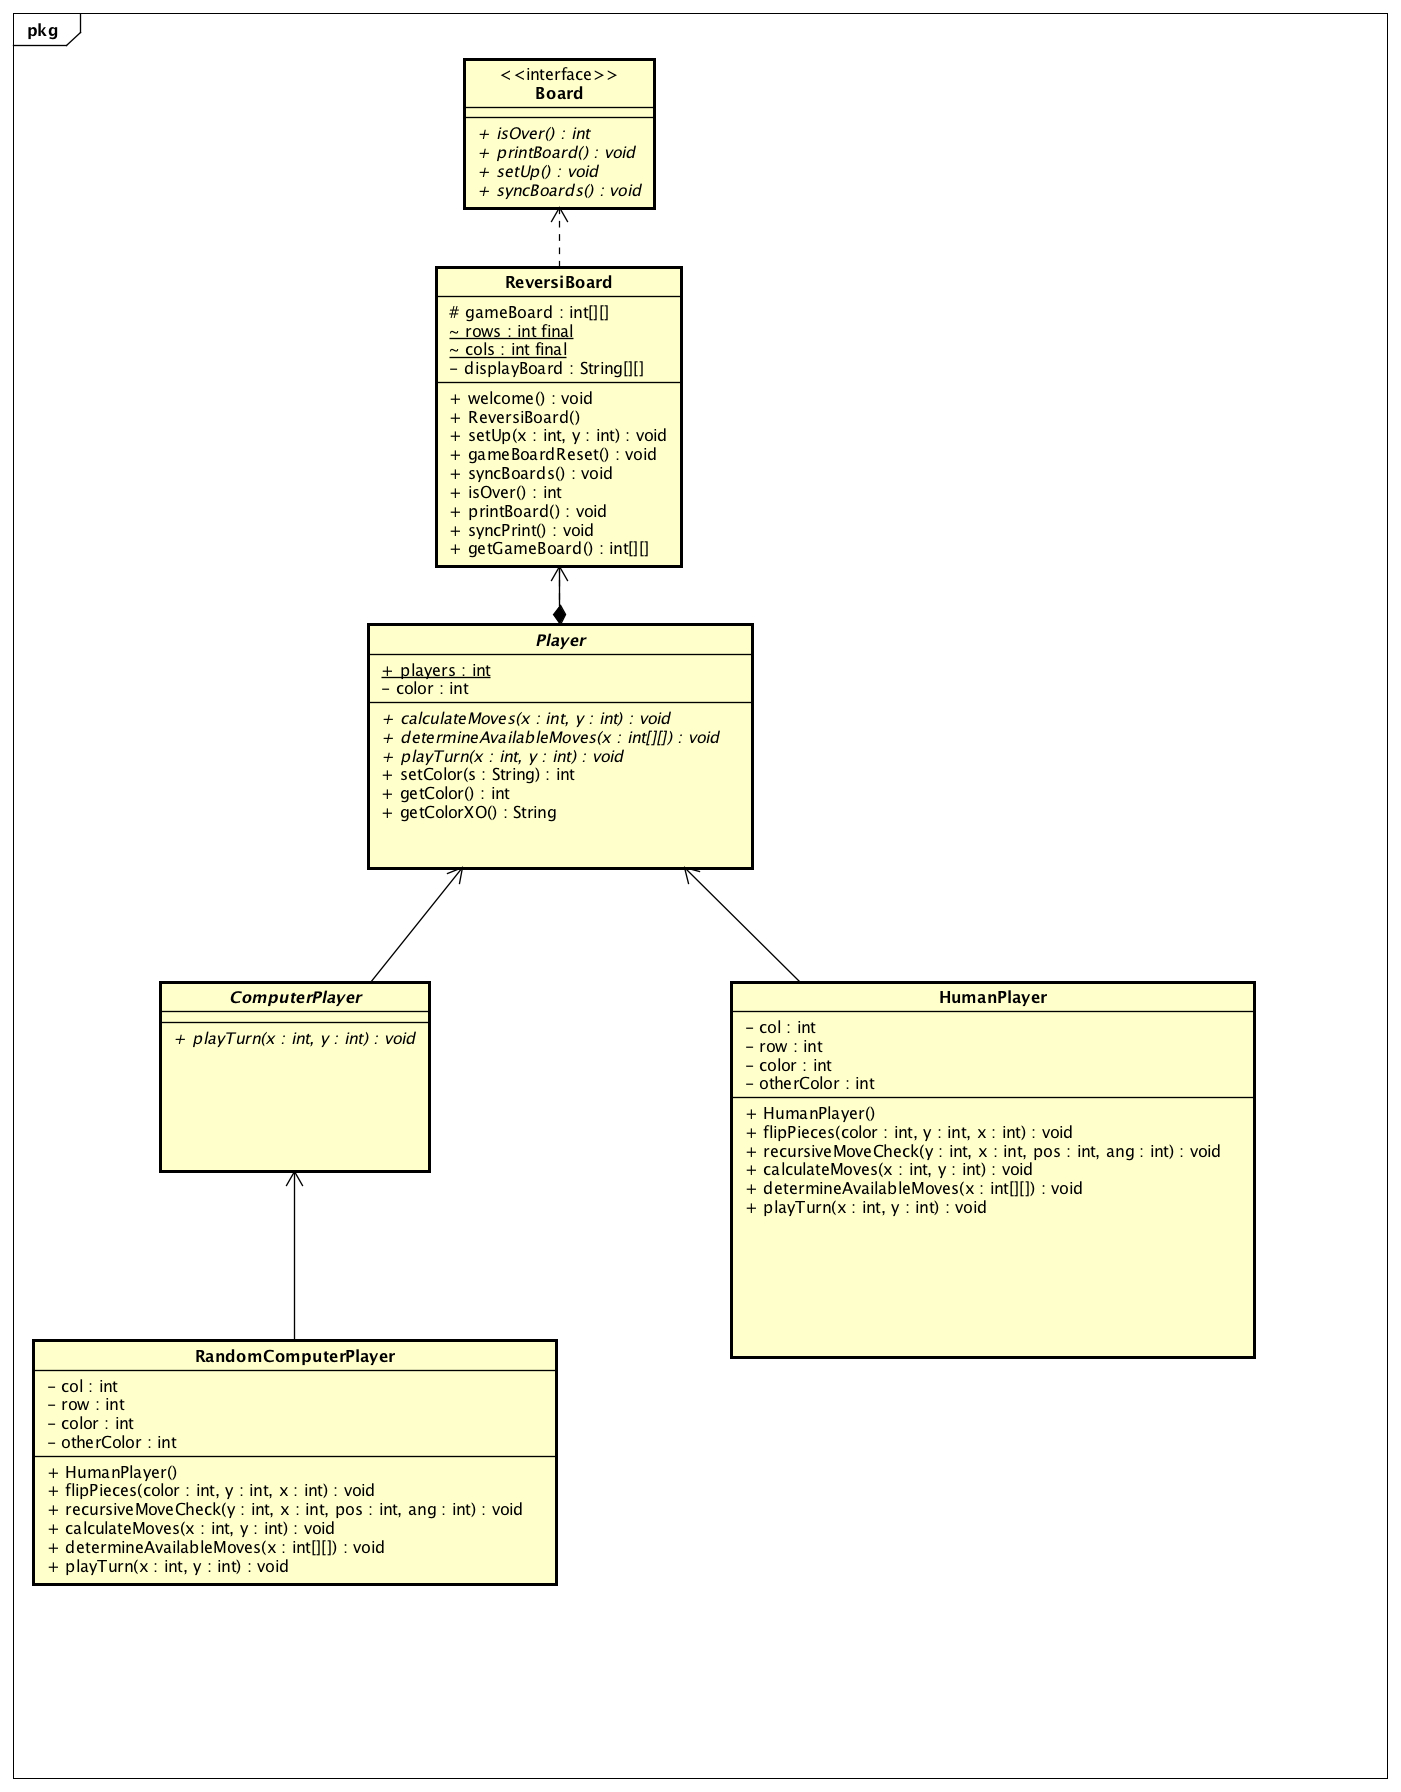 pkg
<<interface>>
Board
+ isOver() : int
+ printBoard() : void
+ setUp() : void
+ syncBoards() : void
ReversiBoard
# gameBoard : int[][]
~ rows : int final
~ cols : int final
- displayBoard : String[][]
+ welcome() : void
+ ReversiBoard()
+ setUp(x : int, y : int) : void
+ gameBoardReset() : void
+ syncBoards() : void
+ isOver() : int
+ printBoard() : void
+ syncPrint() : void
+ getGameBoard() : int[][]
Player
+ players : int
- color : int
+ calculateMoves(x : int, y : int) : void
+ determineAvailableMoves(x : int[][]) : void
+ playTurn(x : int, y : int) : void
+ setColor(s : String) : int
+ getColor() : int
+ getColorXO() : String
ComputerPlayer
+ playTurn(x : int, y : int) : void
HumanPlayer
- col : int
- row : int
- color : int
- otherColor : int
+ HumanPlayer()
+ flipPieces(color : int, y : int, x : int) : void
+ recursiveMoveCheck(y : int, x : int, pos : int, ang : int) : void
+ calculateMoves(x : int, y : int) : void
+ determineAvailableMoves(x : int[][]) : void
+ playTurn(x : int, y : int) : void
RandomComputerPlayer
- col : int
- row : int
- color : int
- otherColor : int
+ HumanPlayer()
+ flipPieces(color : int, y : int, x : int) : void
+ recursiveMoveCheck(y : int, x : int, pos : int, ang : int) : void
+ calculateMoves(x : int, y : int) : void
+ determineAvailableMoves(x : int[][]) : void
+ playTurn(x : int, y : int) : void